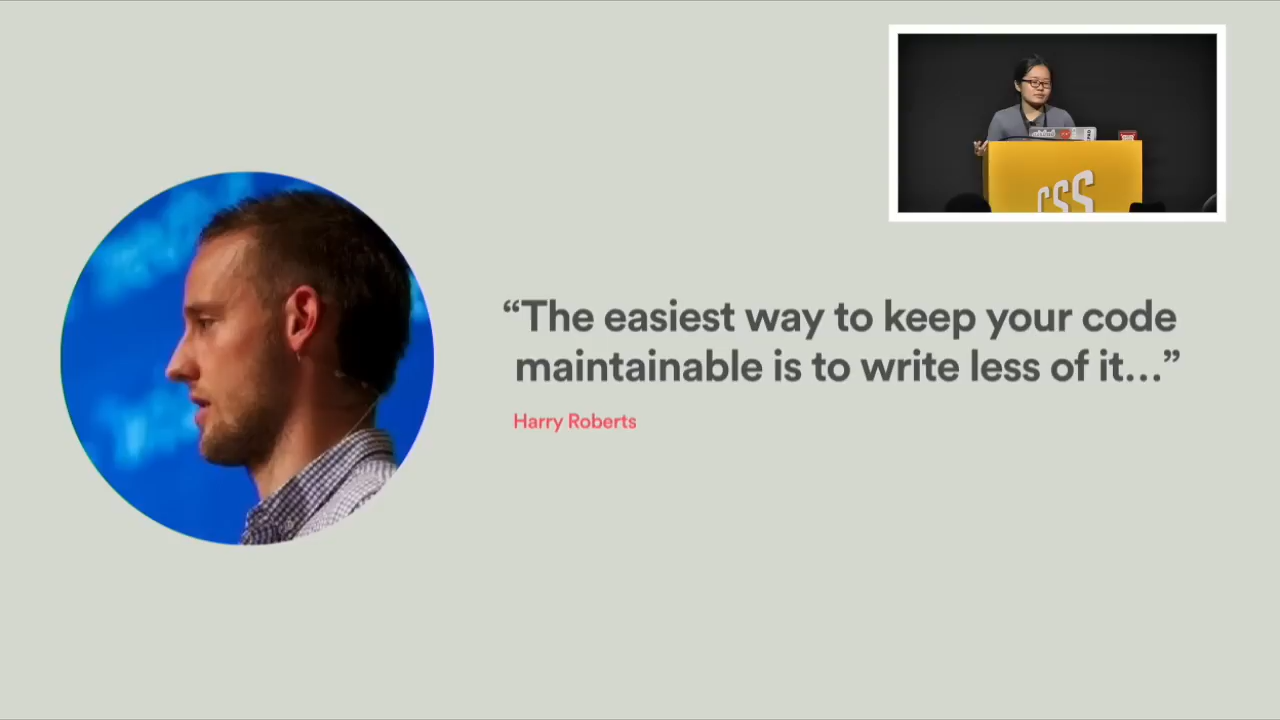 “The easiest way to keep your code
maintainable is to write less of it...”
Harry Roberts
CSS